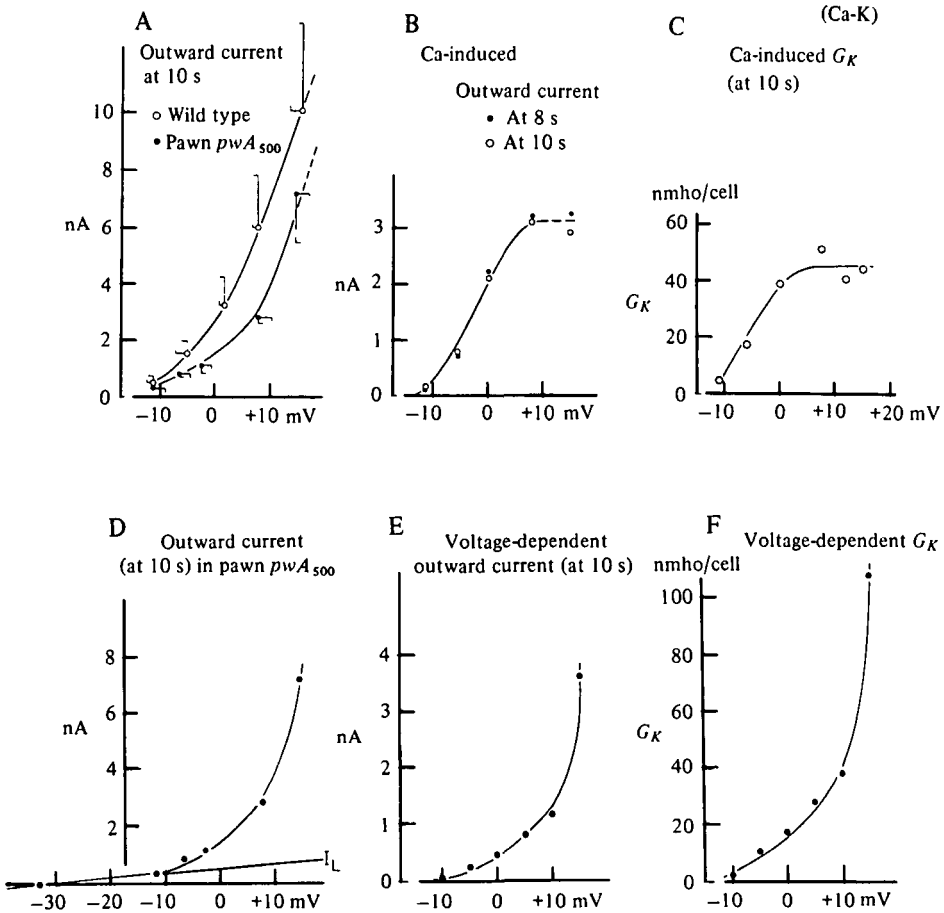 A
Outward current
at 10 s
○ Wild type
• Pawn pwA500
nA
10
8
6
4
2
0
−10 0 +10 mV
B
Ca-induced
Outward current
• At 8 s
○ At 10 s
nA
3
2
1
0
−10 0 +10 mV
(Ca-K)
C
Ca-induced GK
(at 10 s)
nmho/cell
60
40
GK
20
0
−10 0 +10 +20 mV
D
Outward current
(at 10 s) in pawn pwA500
8
6
nA
4
2
IL
−30 −20 −10 0 +10 mV
E
Voltage-dependent
outward current (at 10 s)
4
3
nA
2
1
0
−10 0 +10 mV
F
Voltage-dependent GK
nmho/cell
100
80
60
GK
40
20
0
−10 0 +10 mV